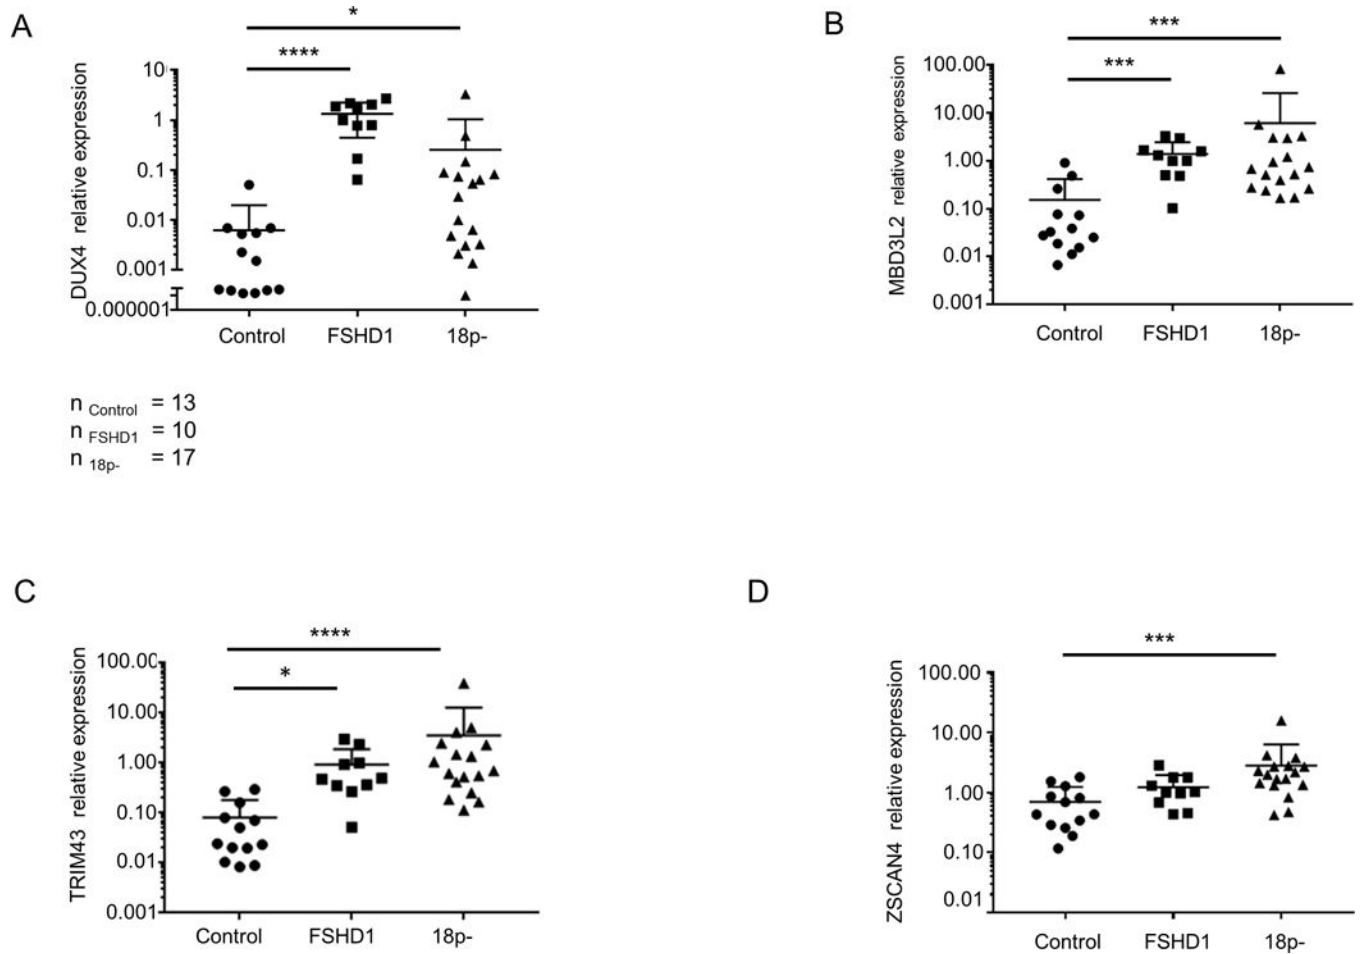 A
*
****
DUX4 relative expression
10
1
0.1
0.01
0.001
0.000001
Control FSHD1 18p-
n Control = 13
n FSHD1 = 10
n 18p- = 17
B
***
***
MBD3L2 relative expression
100.00
10.00
1.00
0.10
0.01
0.001
Control FSHD1 18p-
C
****
*
TRIM43 relative expression
100.00
10.00
1.00
0.10
0.01
0.001
Control FSHD1 18p-
D
***
ZSCAN4 relative expression
100.00
10.00
1.00
0.10
0.01
Control FSHD1 18p-